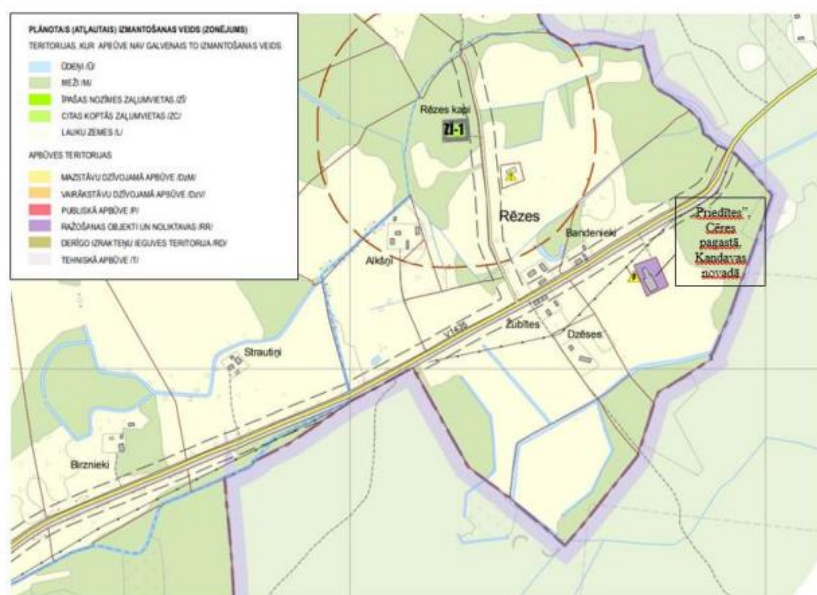 PLĀNOTAIS (ATĻAUTAIS) IZMANTOŠANAS VEIDS (ZONĒJUMS)
TERITORIJAS, KUR APBŪVE NAV GALVENAIS TO IZMANTOŠANAS VEIDS
ŪDEŅI /Ū/
MEŽI /M/
ĪPAŠAS NOZĪMES ZAĻUMVIETAS /ZĪ/
CITAS KOPTĀS ZAĻUMVIETAS /ZC/
LAUKU ZEMES /L/
APBŪVES TERITORIJAS
MAZSTĀVU DZĪVOJAMĀ APBŪVE /DzM/
VAIRĀKSTĀVU DZĪVOJAMĀ APBŪVE /DzV/
PUBLISKĀ APBŪVE /P/
RAŽOŠANAS OBJEKTI UN NOLIKTAVAS /RR/
DERĪGO IZRAKTEŅU IEGUVES TERITORIJA /RD/
TEHNISKĀ APBŪVE /T/
Rēzes kapi
ZĪ-1
Rēzes
Bandenieki
Alkšņi
„Priedītes”,
Cēres
pagastā,
Kandavas
novadā
Žubītes
Dzēses
V1430
Strautiņi
Birznieki